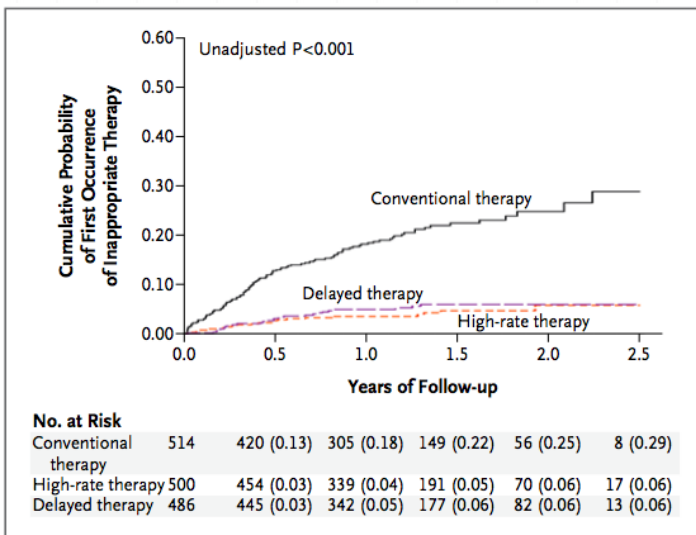 0.60
Unadjusted P<0.001
0.50
0.40
0.30
0.20
0.10
0.00
Cumulative Probability
of First Occurrence
of Inappropriate Therapy
Conventional therapy
Delayed therapy
High-rate therapy
0.0 0.5 1.0 1.5 2.0 2.5
Years of Follow-up
No. at Risk
Conventional 514 420 (0.13) 305 (0.18) 149 (0.22) 56 (0.25) 8 (0.29)
therapy
High-rate therapy 500 454 (0.03) 339 (0.04) 191 (0.05) 70 (0.06) 17 (0.06)
Delayed therapy 486 445 (0.03) 342 (0.05) 177 (0.06) 82 (0.06) 13 (0.06)